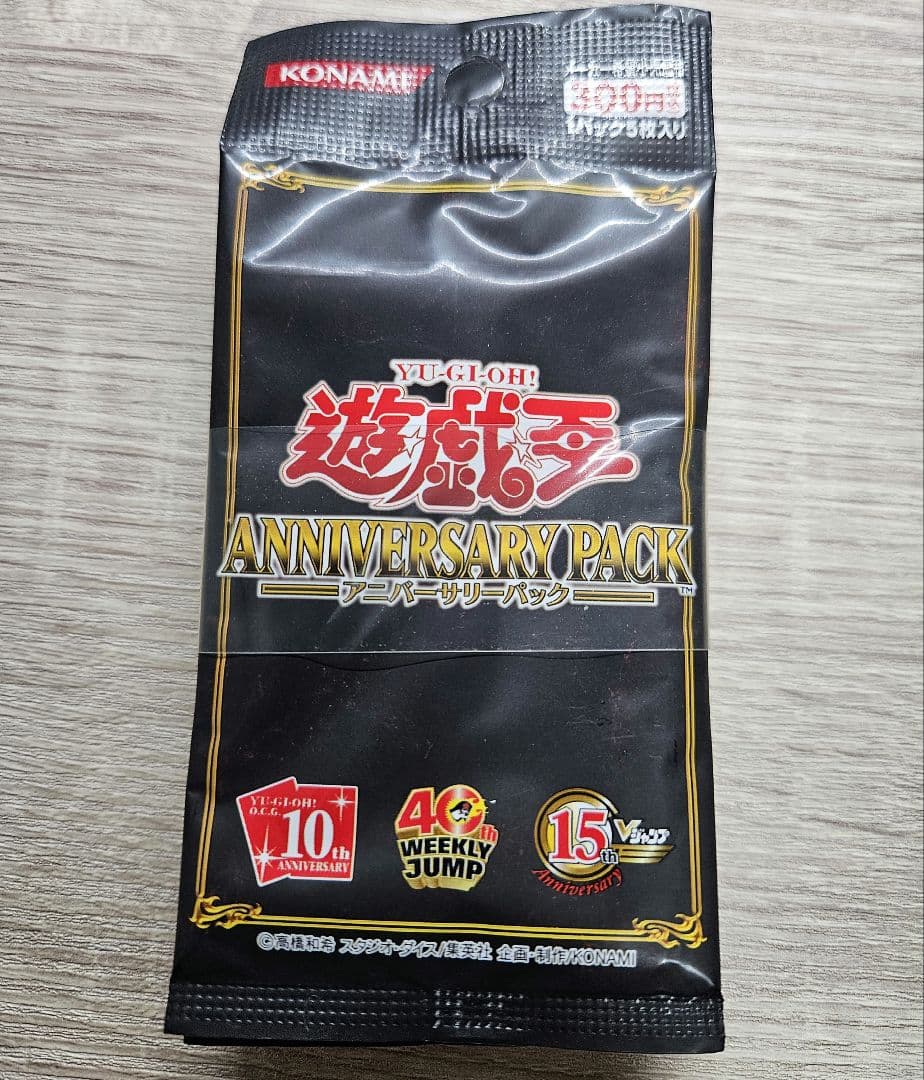 KONAMI
300円
1パック5枚入り
YU-GI-OH!
遊☆戯☆王
ANNIVERSARY PACK
TM
アニバーサリーパック
YU-GI-OH!
O.C.G.
10th
ANNIVERSARY
40th
WEEKLY
JUMP
15th
Vジャンプ
Anniversary
©高橋和希 スタジオ・ダイス/集英社 企画・制作/KONAMI